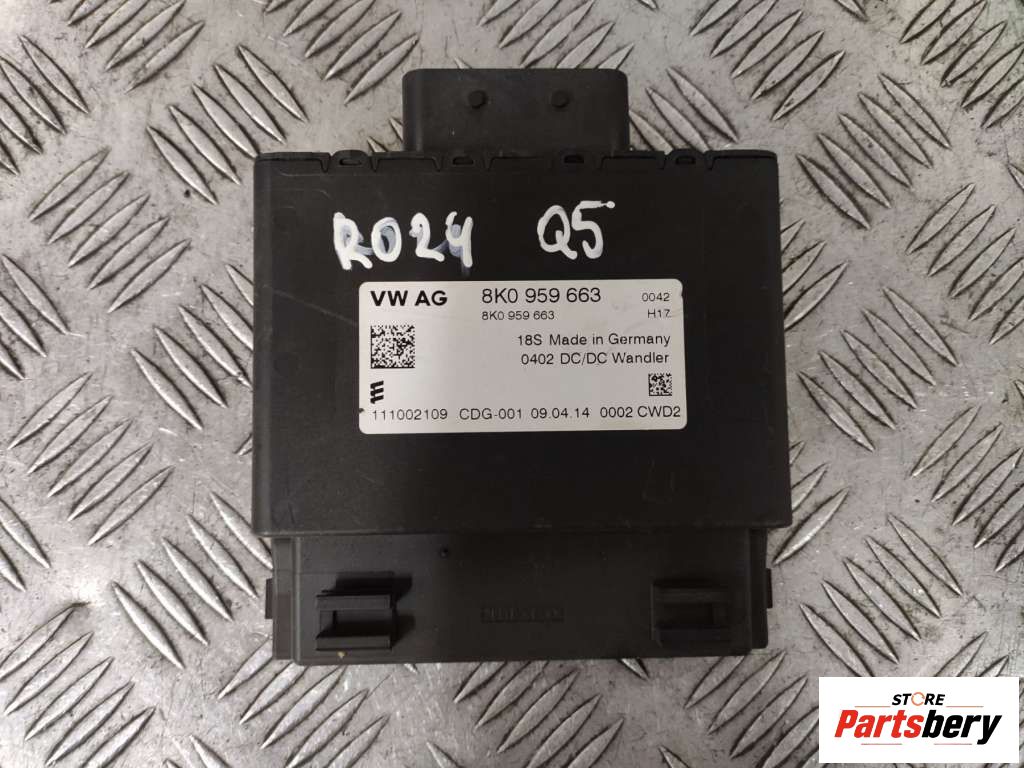 R024 Q5
VW AG 8K0 959 663 0042
8K0 959 663 H17
18S Made in Germany
0402 DC/DC Wandler
111002109 CDG-001 09.04.14 0002 CWD2
STORE
Partsbery